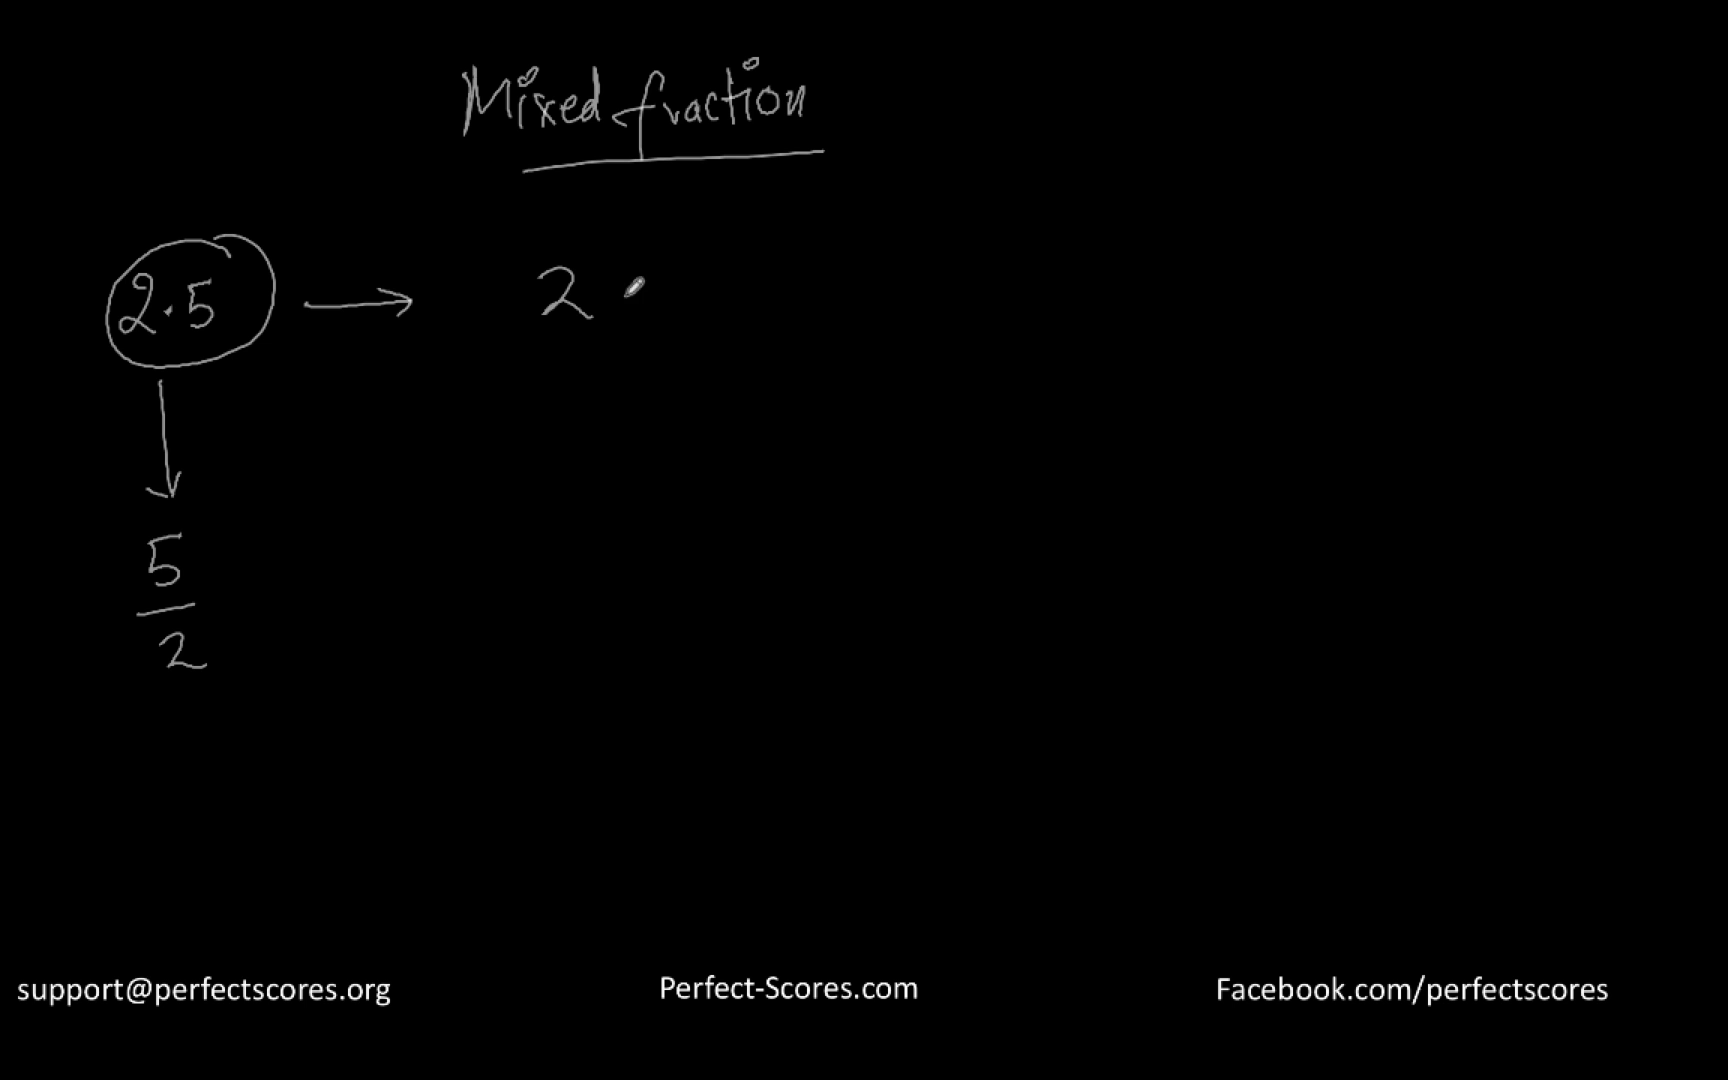 Mixed fraction
2.5 → 2
5
2
support@perfectscores.org Perfect-Scores.com Facebook.com/perfectscores